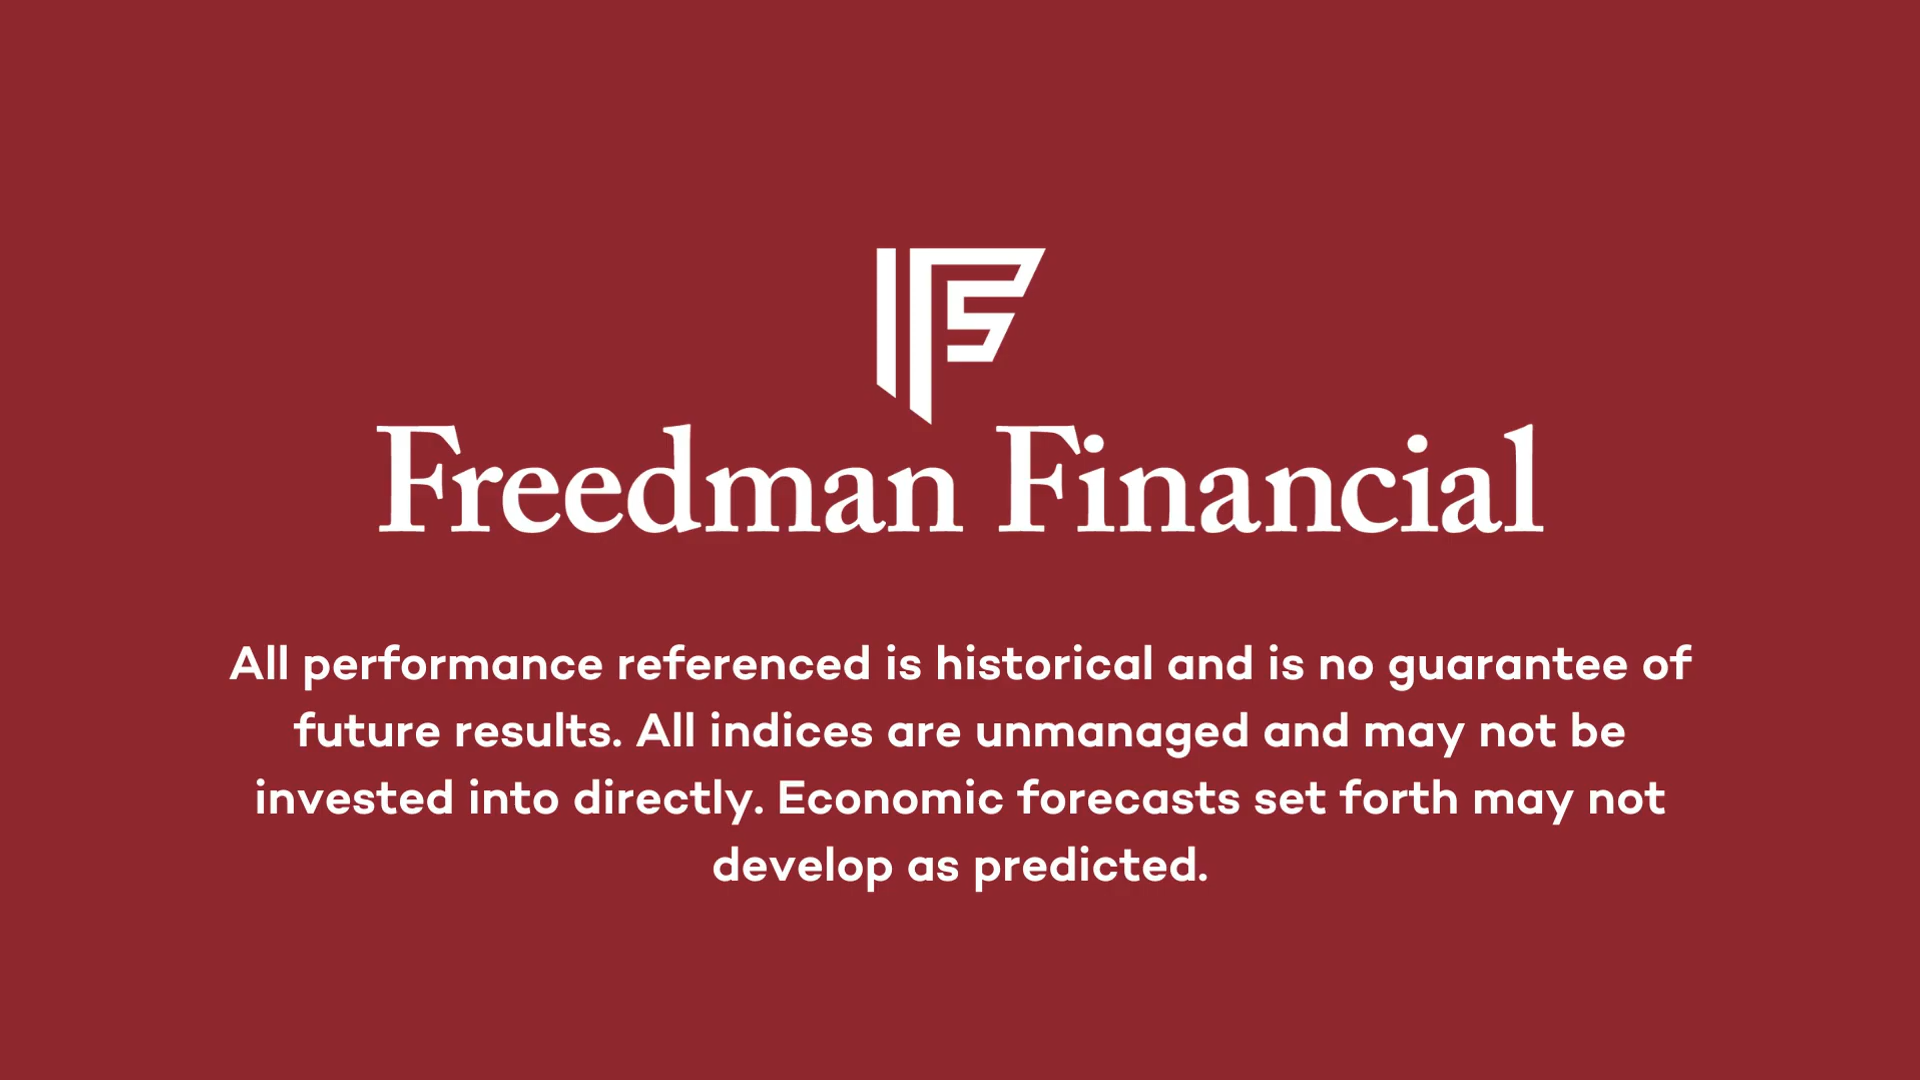 Freedman Financial
All performance referenced is historical and is no guarantee of
future results. All indices are unmanaged and may not be
invested into directly. Economic forecasts set forth may not
develop as predicted.